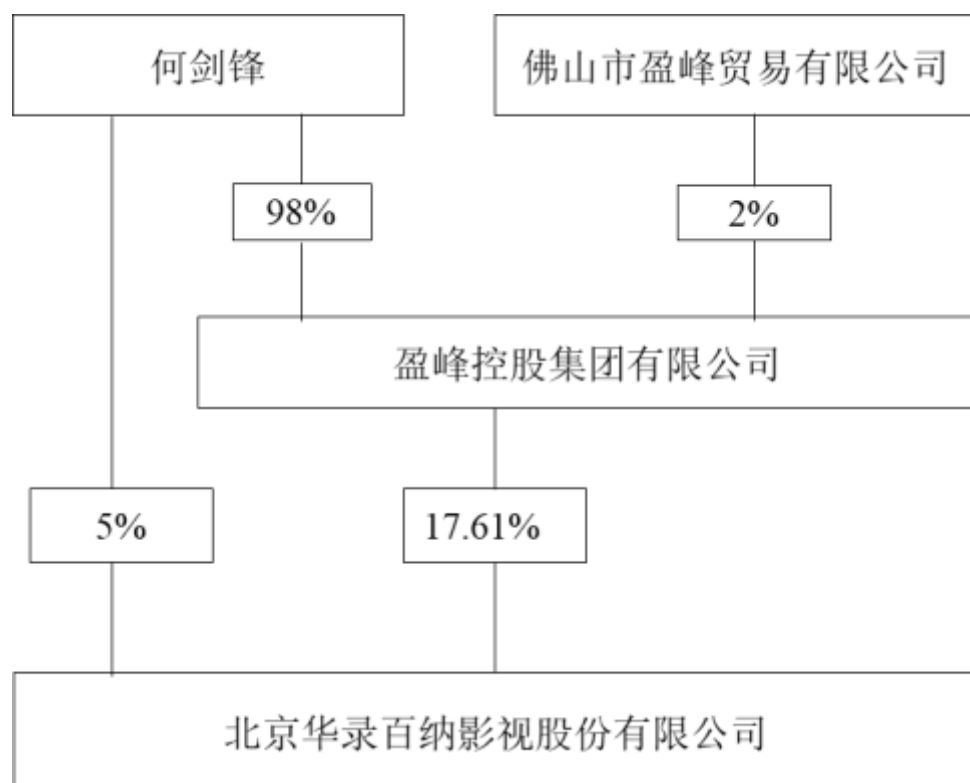 何剑锋
佛山市盈峰贸易有限公司
98%
2%
盈峰控股集团有限公司
5%
17.61%
北京华录百纳影视股份有限公司